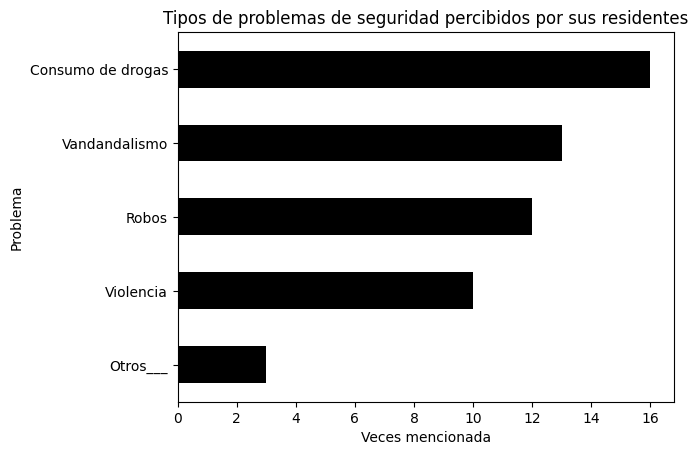 Tipos de problemas de seguridad percibidos por sus residentes
Consumo de drogas
Vandandalismo
Robos
Violencia
Otros___
Problema
0 2 4 6 8 10 12 14 16
Veces mencionada